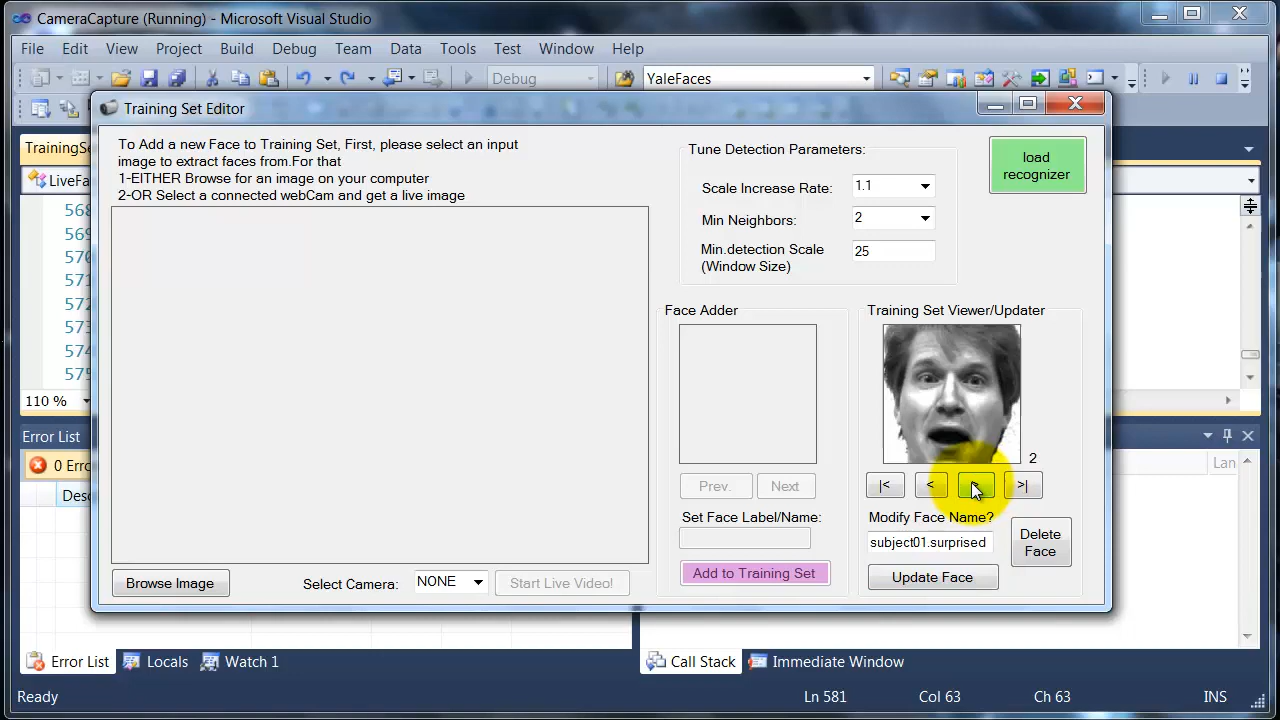 CameraCapture (Running) - Microsoft Visual Studio
File Edit View Project Build Debug Team Data Tools Test Window Help
Debug YaleFaces
Training Set Editor
TrainingSe
LiveFa
To Add a new Face to Training Set, First, please select an input
image to extract faces from.For that
1-EITHER Browse for an image on your computer
2-OR Select a connected webCam and get a live image
Tune Detection Parameters:
Scale Increase Rate: 1.1
Min Neighbors: 2
Min.detection Scale
(Window Size)
25
load
recognizer
568
569
570
571
572
573
574
575
110 %
Face Adder
Prev. Next
Set Face Label/Name:
Add to Training Set
Training Set Viewer/Updater
2
|< < >|
Modify Face Name?
subject01.surprised
Delete
Face
Update Face
Browse Image Select Camera: NONE Start Live Video!
Error List
0 Erro
Desc
Lan
Error List Locals Watch 1 Call Stack Immediate Window
Ready Ln 581 Col 63 Ch 63 INS